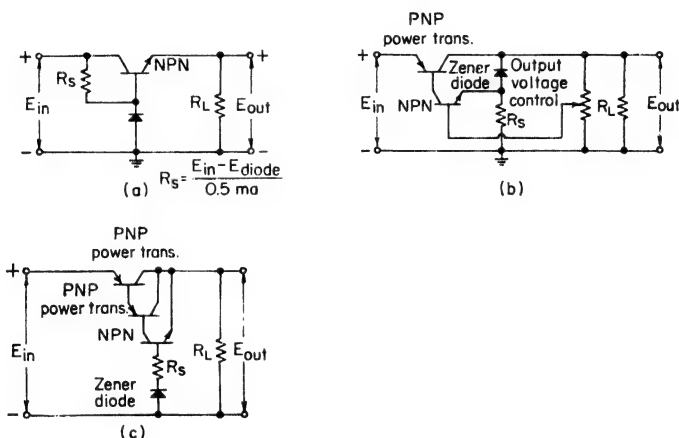 +
NPN
+
R_S
E_in
R_L
E_out
-
-
(a)
R_S = (E_in − E_diode) / 0.5 ma
PNP
power trans.
+
Zener
diode
Output
voltage
control
+
E_in
NPN
R_S
R_L
E_out
-
-
(b)
PNP
power trans.
+
+
PNP
power trans.
NPN
E_in
R_S
R_L
E_out
Zener
diode
-
-
(c)